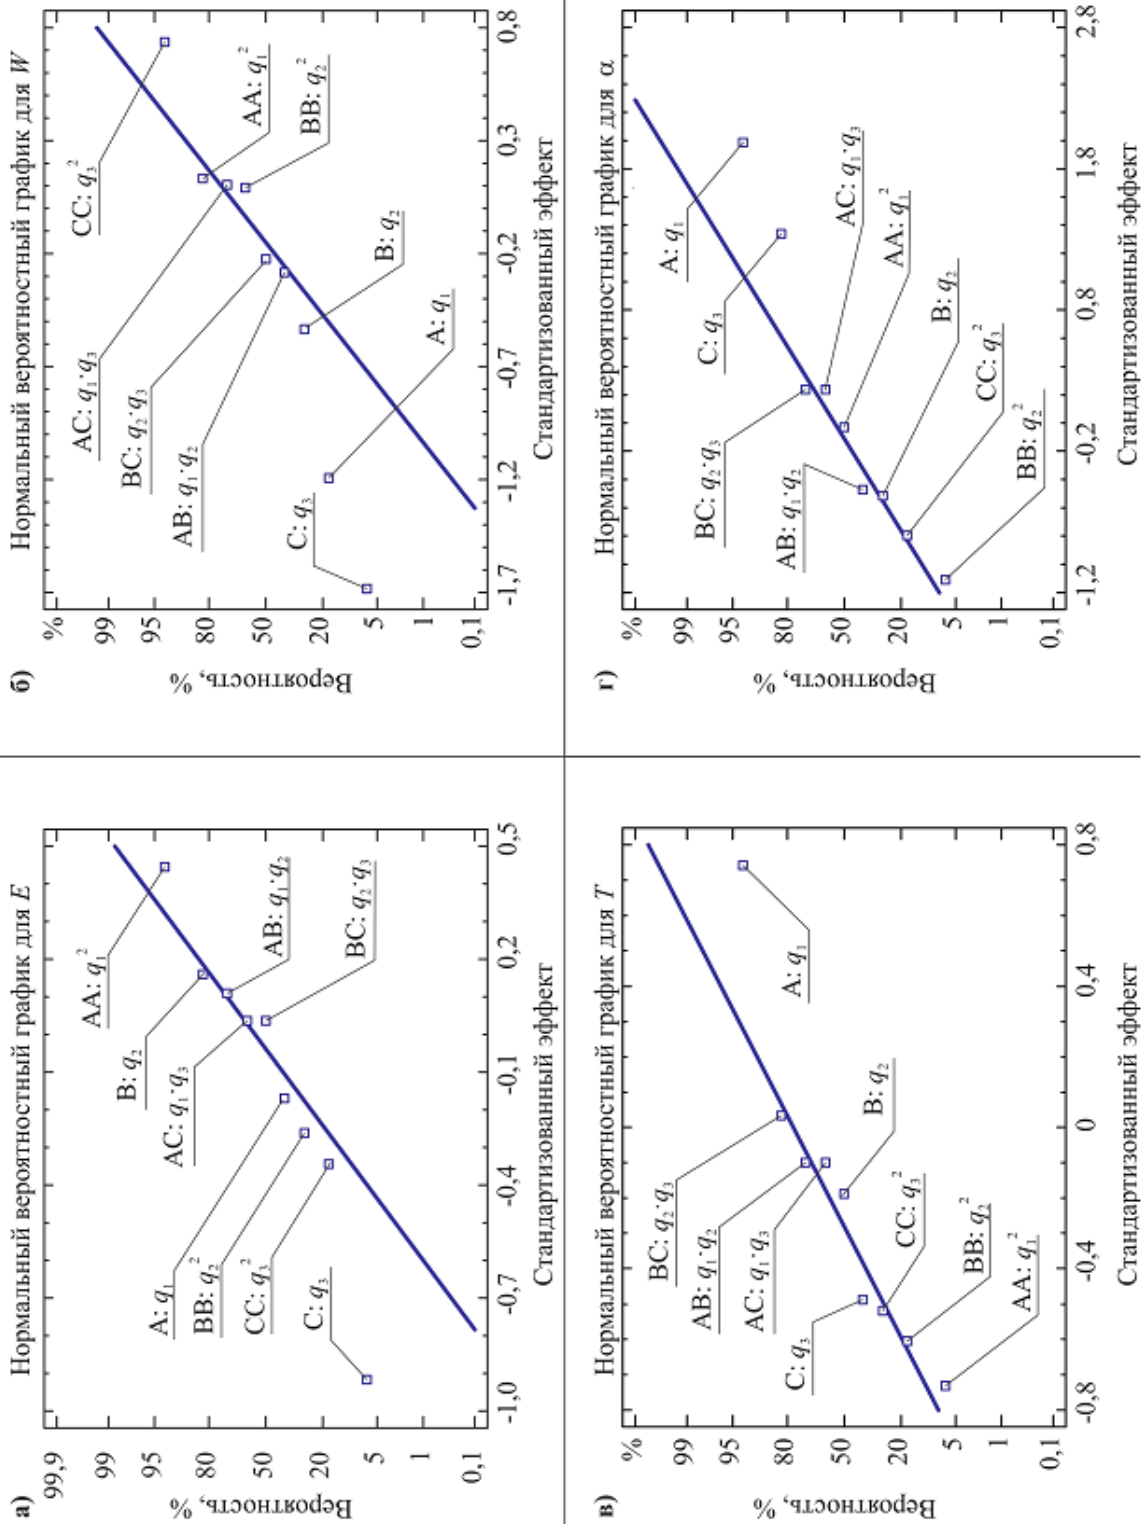 а)
Нормальный вероятностный график для E
Вероятность, %
99,9
99
95
80
50
20
5
1
0,1
AA: q₁²
B: q₂
AC: q₁·q₃
A: q₁
BB: q₂²
CC: q₃²
C: q₃
AB: q₁·q₂
BC: q₂·q₃
-1,0 -0,7 -0,4 -0,1 0,2 0,5
Стандартизованный эффект
б)
Нормальный вероятностный график для W
Вероятность, %
%
99
95
80
50
20
5
1
0,1
CC: q₃²
AC: q₁·q₃
BC: q₂·q₃
AB: q₁·q₂
C: q₃
AA: q₁²
BB: q₂²
B: q₂
A: q₁
-1,7 -1,2 -0,7 -0,2 0,3 0,8
Стандартизованный эффект
в)
Нормальный вероятностный график для T
Вероятность, %
%
99
95
80
50
20
5
1
0,1
BC: q₂·q₃
AB: q₁·q₂
AC: q₁·q₃
C: q₃
A: q₁
B: q₂
CC: q₃²
BB: q₂²
AA: q₁²
-0,8 -0,4 0 0,4 0,8
Стандартизованный эффект
г)
Нормальный вероятностный график для α
Вероятность, %
%
99
95
80
50
20
5
1
0,1
A: q₁
C: q₃
BC: q₂·q₃
AB: q₁·q₂
AC: q₁·q₃
AA: q₁²
B: q₂
CC: q₃²
BB: q₂²
-1,2 -0,2 0,8 1,8 2,8
Стандартизованный эффект